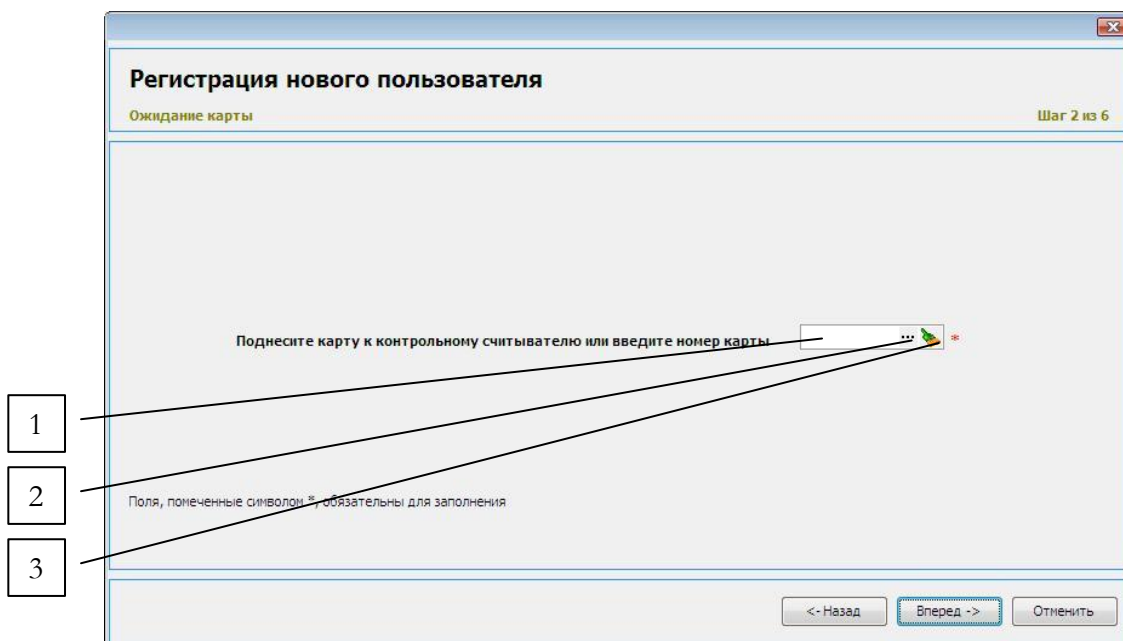 Регистрация нового пользователя
Ожидание карты
Шаг 2 из 6
Поднесите карту к контрольному считывателю или введите номер карты
... *
1
2
Поля, помеченные символом *, обязательны для заполнения
3
<- Назад
Вперед ->
Отменить